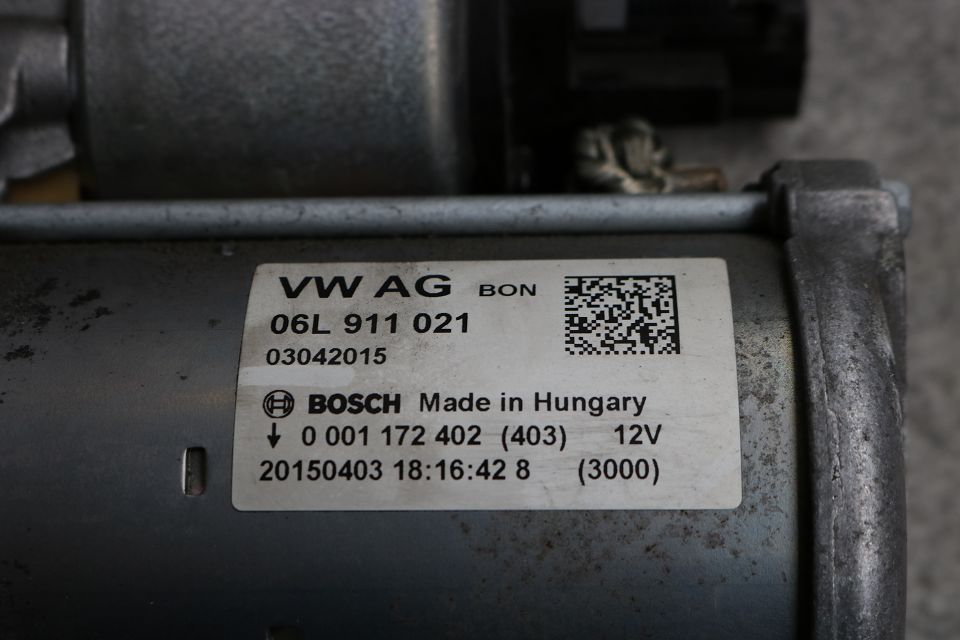 VW AG BON
06L 911 021
03042015
BOSCH Made in Hungary
0 001 172 402 (403) 12V
20150403 18:16:42 8 (3000)